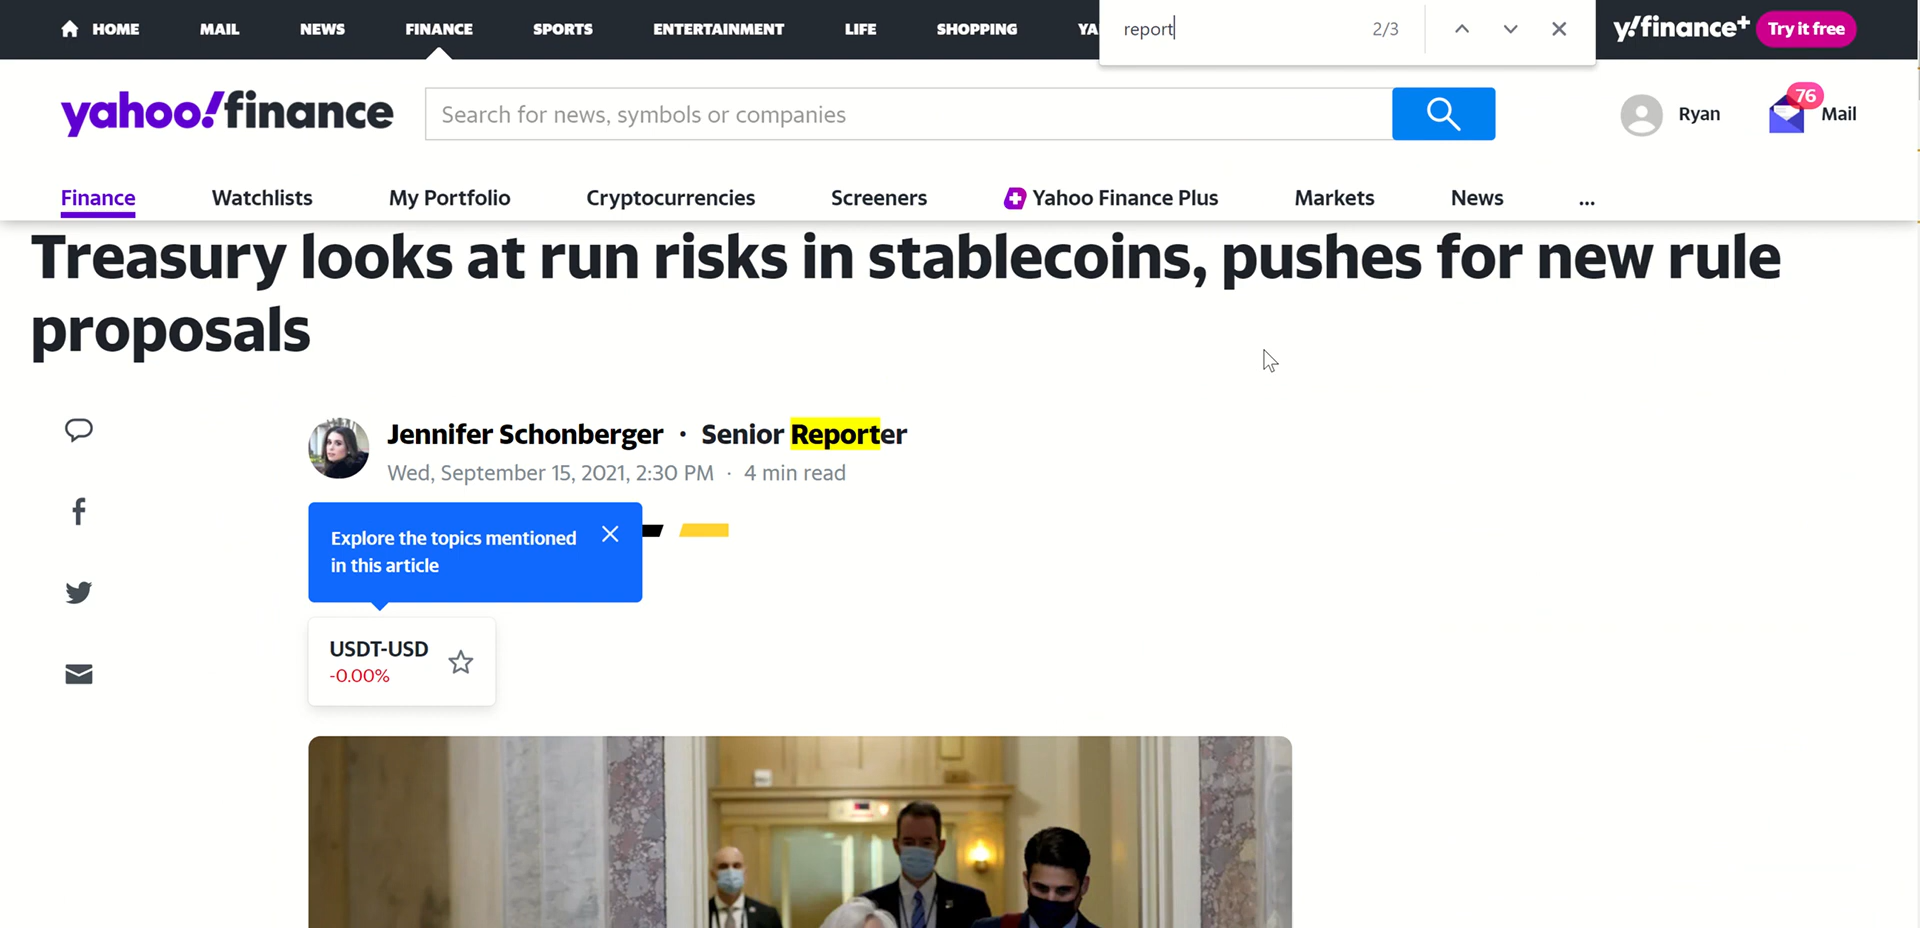 HOME MAIL NEWS FINANCE SPORTS ENTERTAINMENT LIFE SHOPPING YA
report 2/3
y!finance+ Try it free
yahoo!finance
Search for news, symbols or companies
Ryan
76
Mail
Finance Watchlists My Portfolio Cryptocurrencies Screeners Yahoo Finance Plus Markets News ...
Treasury looks at run risks in stablecoins, pushes for new rule
proposals
Jennifer Schonberger · Senior Reporter
Wed, September 15, 2021, 2:30 PM · 4 min read
Explore the topics mentioned
in this article
USDT-USD
-0.00%